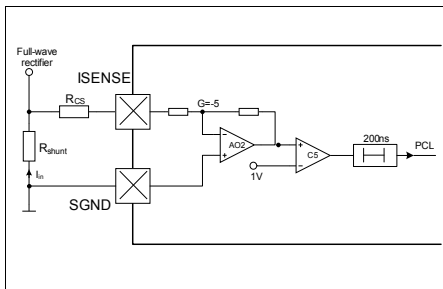 Full-wave
rectifier
ISENSE
RCS
G=-5
Rshunt
AO2
C5
200ns
PCL
1V
Iin
SGND